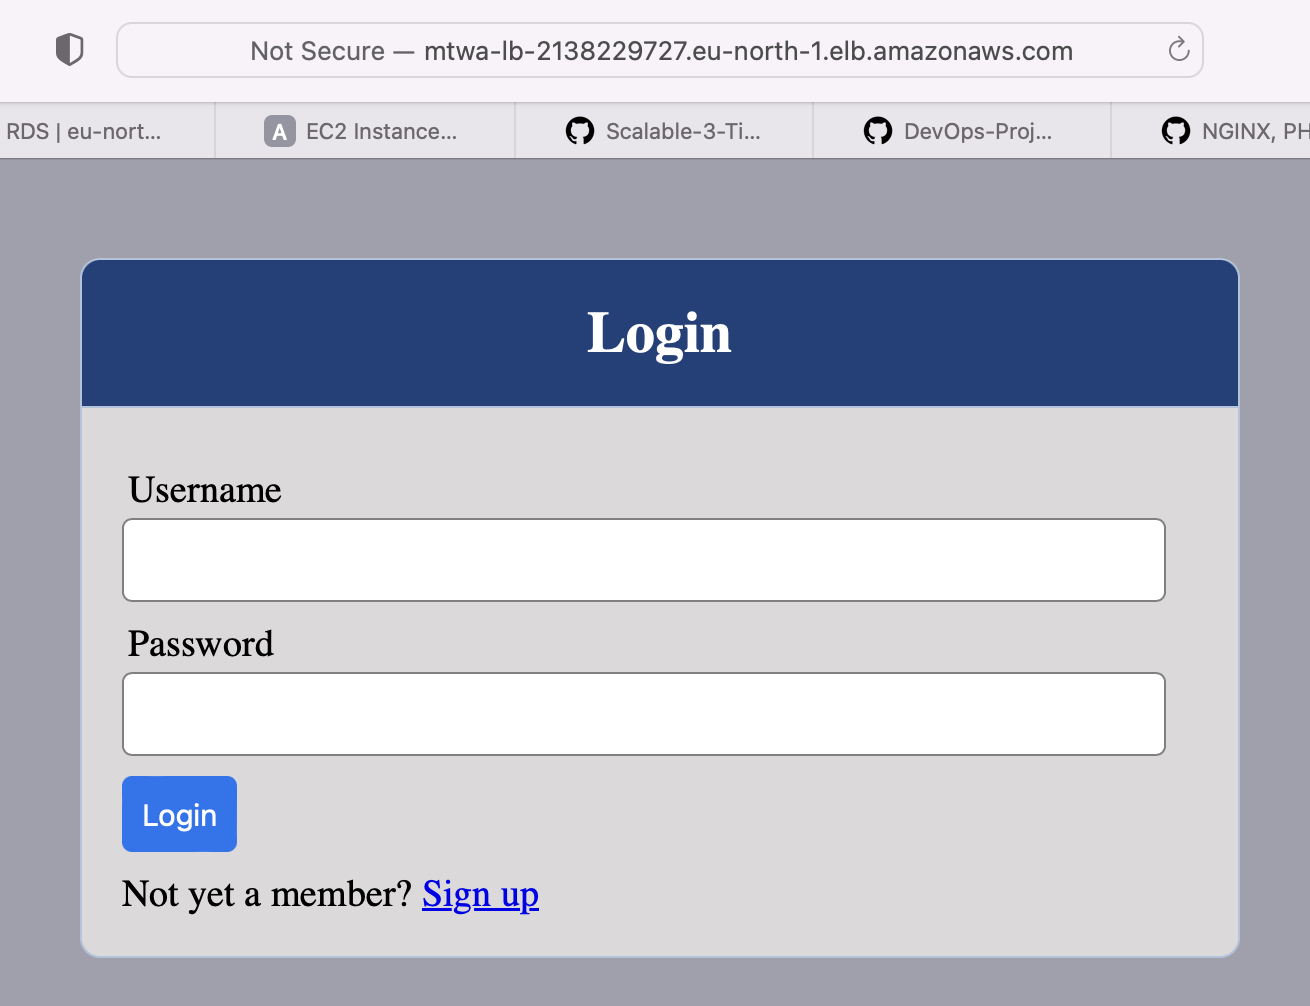 Not Secure — mtwa-lb-2138229727.eu-north-1.elb.amazonaws.com
RDS | eu-nort... A EC2 Instance... Scalable-3-Ti... DevOps-Proj... NGINX, PH
Login
Username
Password
Login
Not yet a member? Sign up